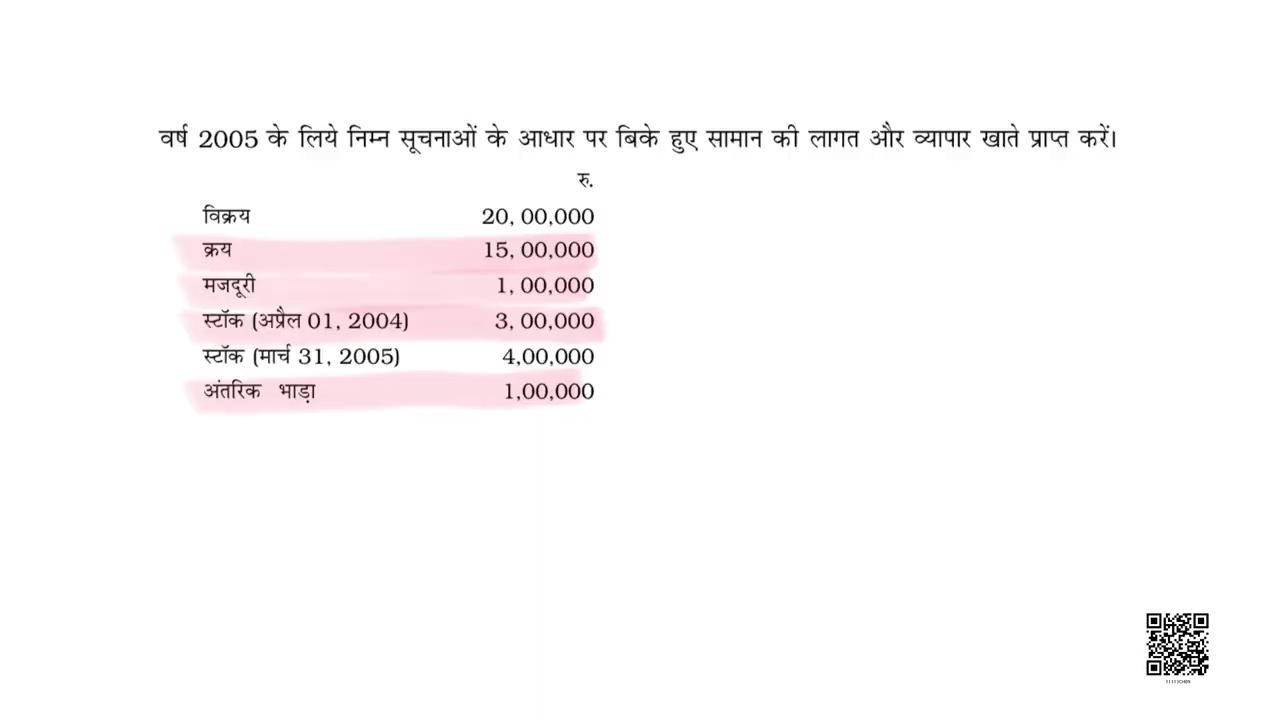 वर्ष 2005 के लिये निम्न सूचनाओं के आधार पर बिके हुए सामान की लागत और व्यापार खाते प्राप्त करें।
रु.
विक्रय 20, 00,000
क्रय 15, 00,000
मजदूरी 1, 00,000
स्टॉक (अप्रैल 01, 2004) 3, 00,000
स्टॉक (मार्च 31, 2005) 4,00,000
अंतरिक भाड़ा 1,00,000